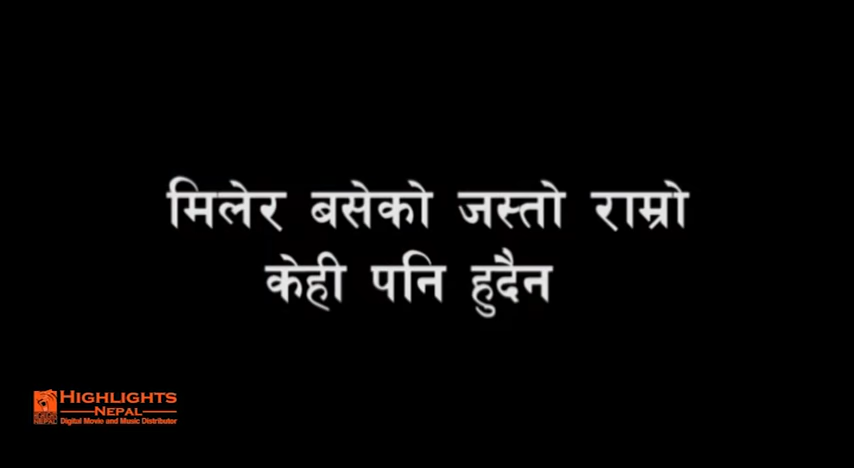 मिलेर बसेको जस्तो राम्रो
केही पनि हुदैन
HIGHLIGHTS
NEPAL
Digital Movie and Music Distributor